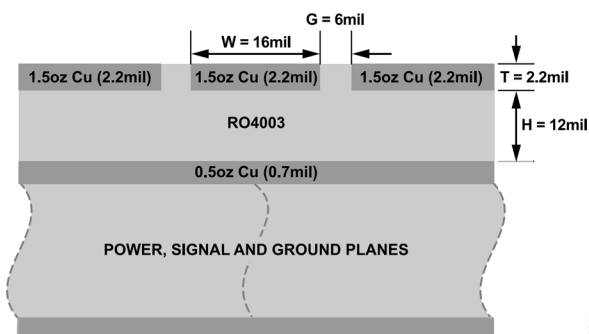 G = 6mil
W = 16mil
1.5oz Cu (2.2mil) 1.5oz Cu (2.2mil) 1.5oz Cu (2.2mil) T = 2.2mil
RO4003 H = 12mil
0.5oz Cu (0.7mil)
POWER, SIGNAL AND GROUND PLANES